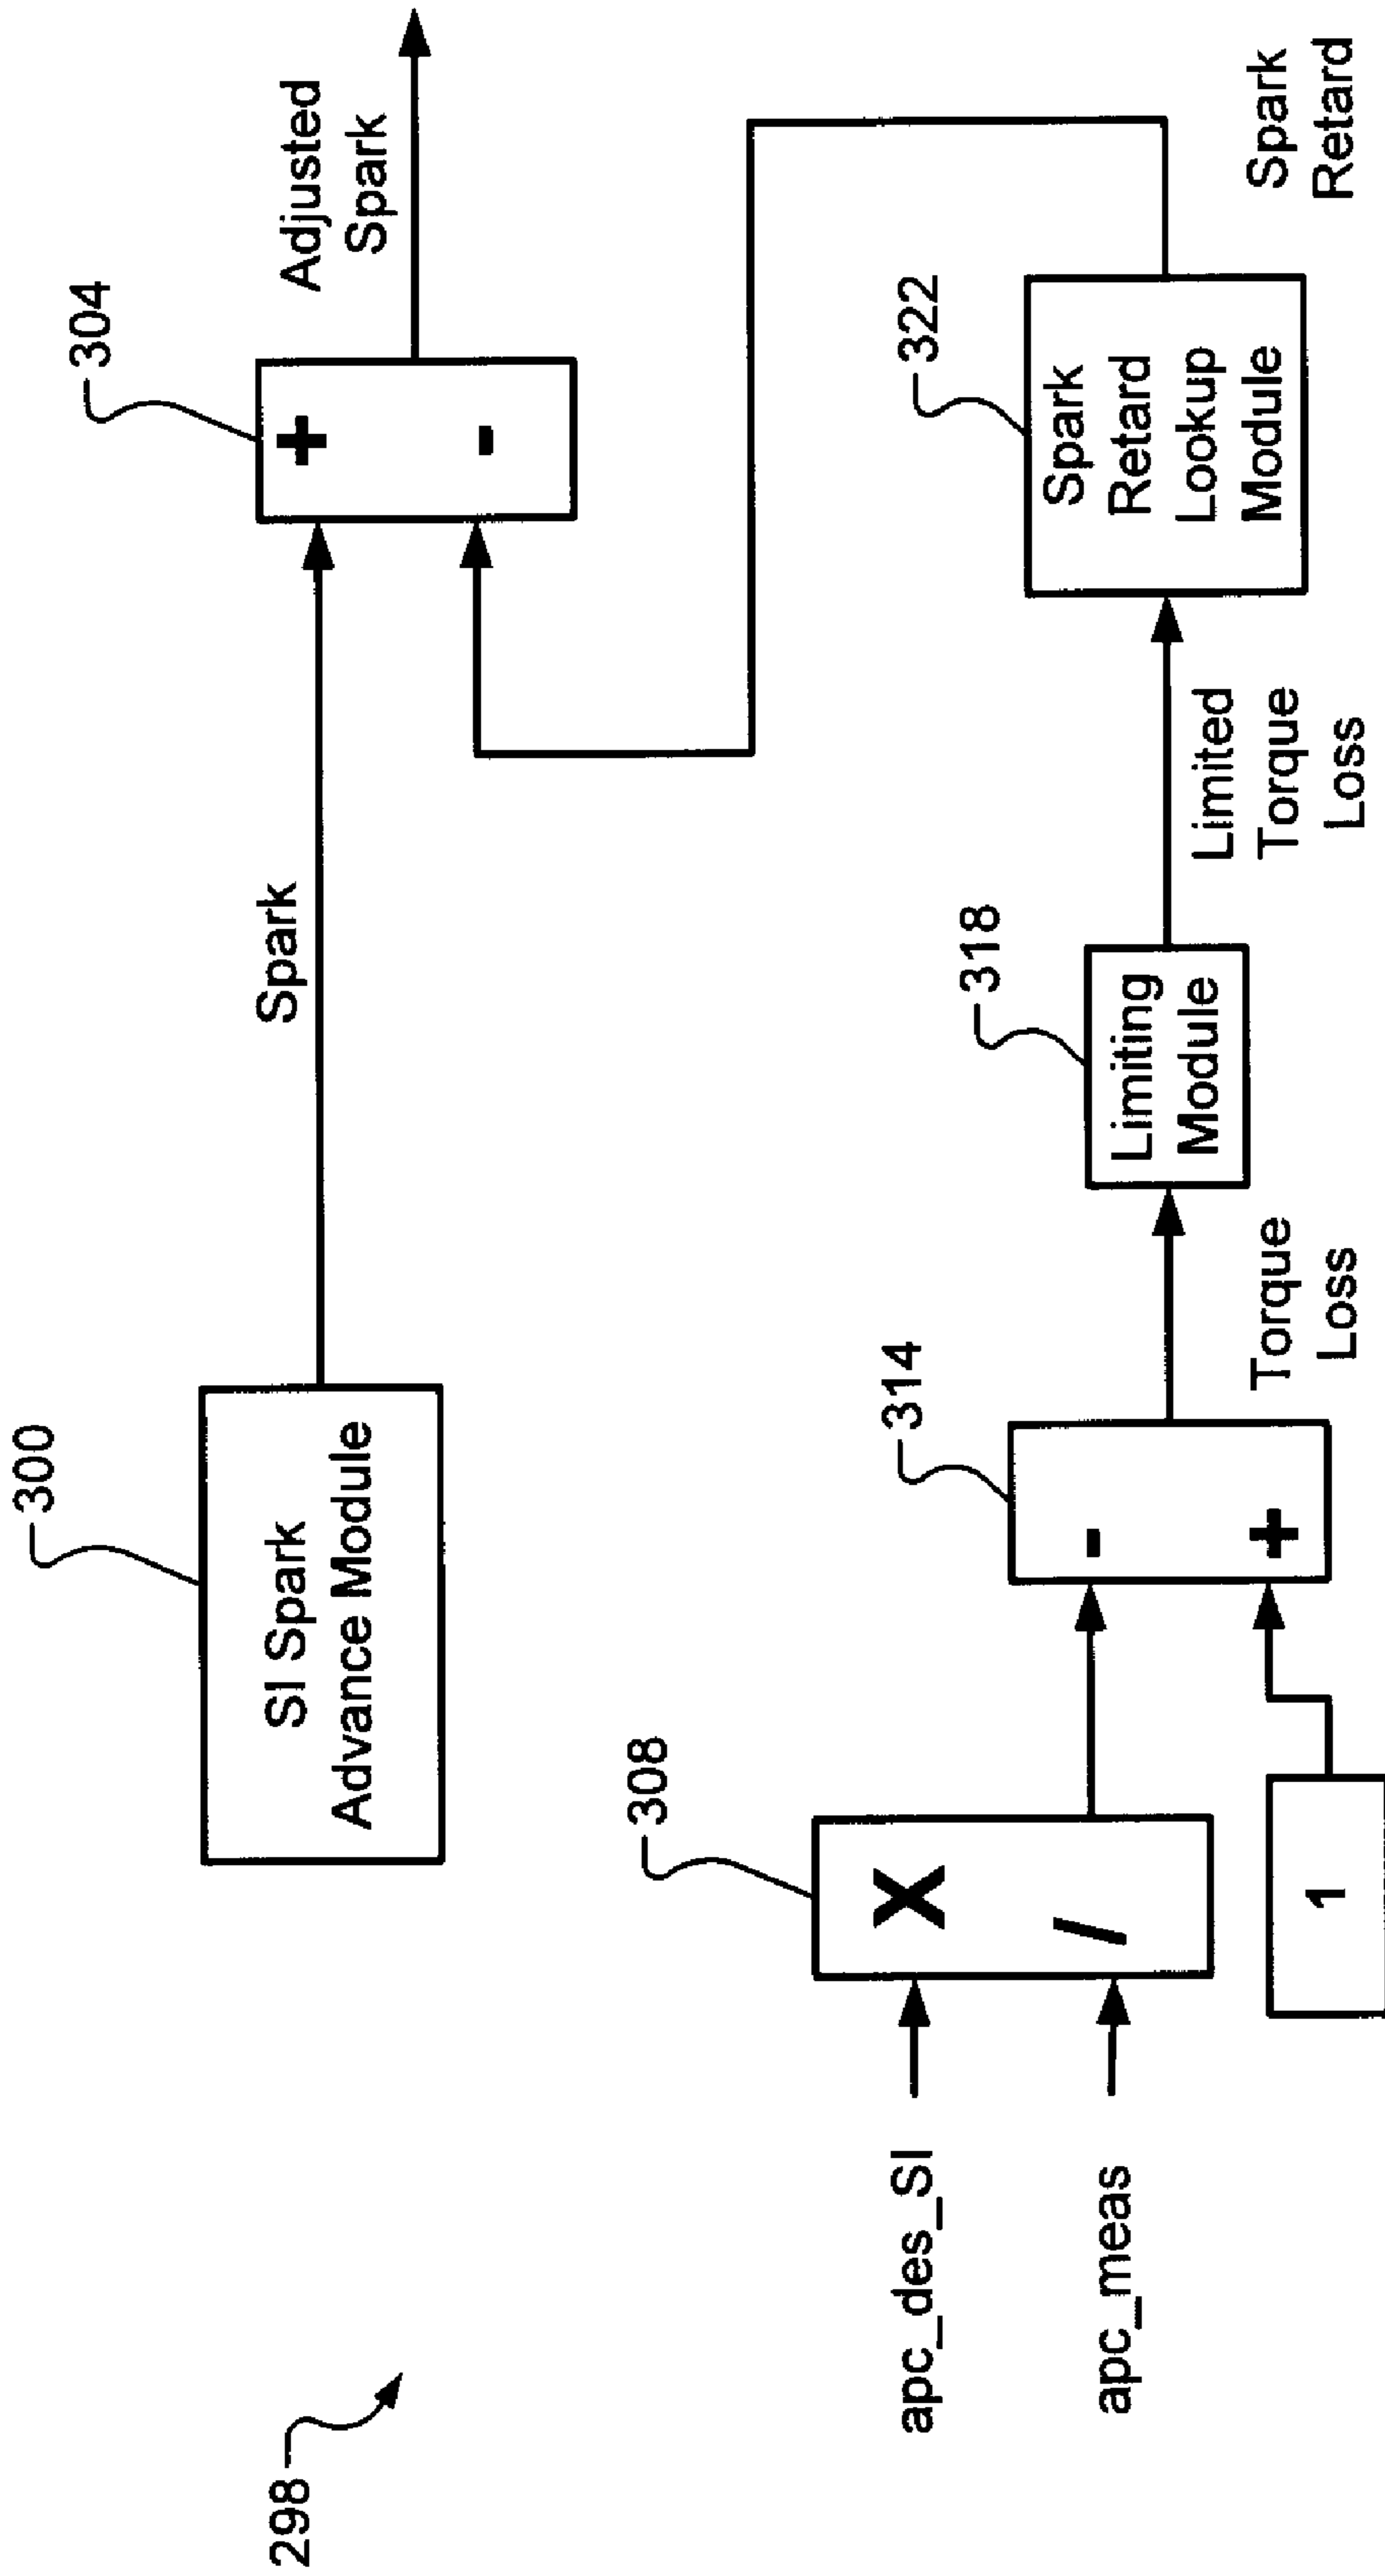 298
300
SI Spark
Advance Module
Spark
304
+
-
Adjusted
Spark
apc_des_SI
apc_meas
308
X
/
1
314
-
+
Torque
Loss
318
Limiting
Module
Limited
Torque
Loss
322
Spark
Retard
Lookup
Module
Spark
Retard